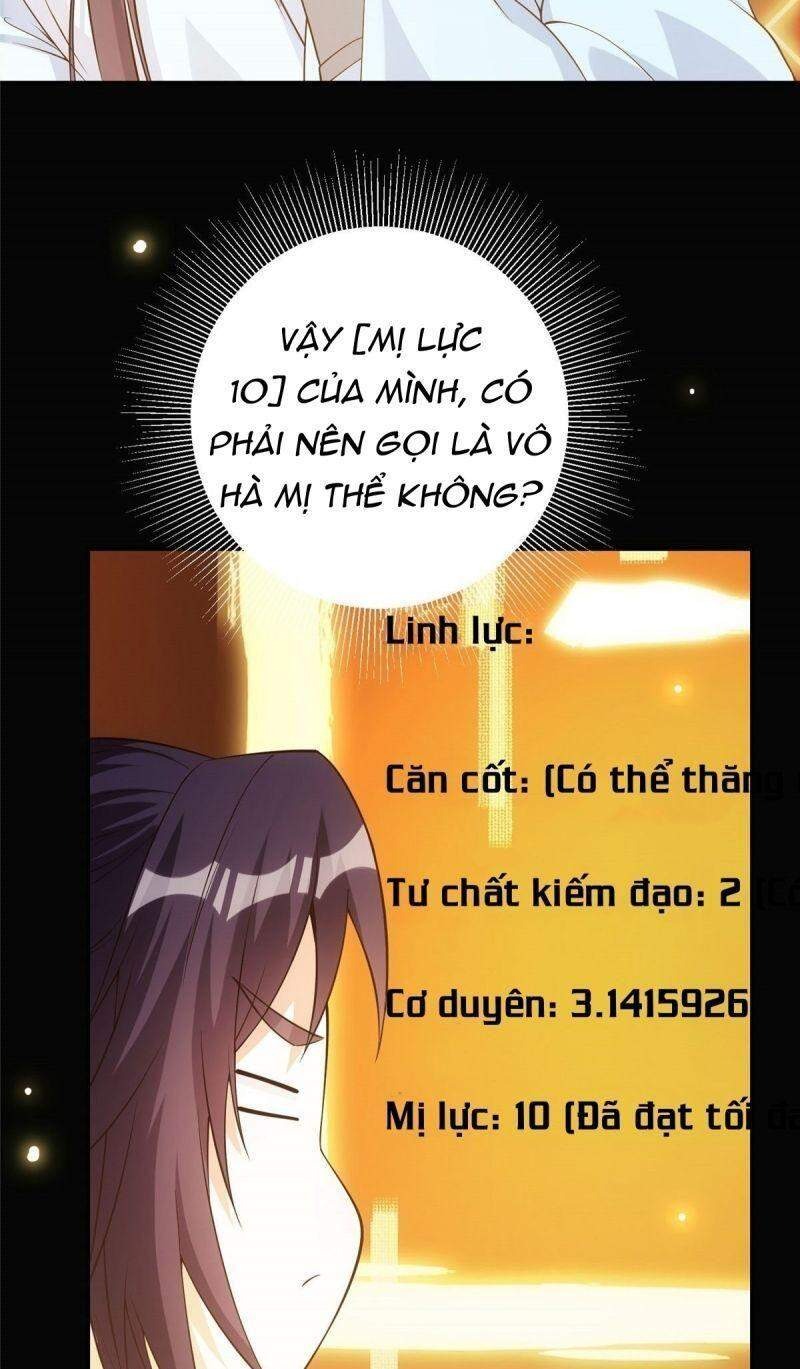 VẬY [MỊ LỰC
10] CỦA MÌNH, CÓ
PHẢI NÊN GỌI LÀ VÔ
HÀ MỊ THỂ KHÔNG?
Linh lực:
Căn cốt: (Có thể thăng
Tư chất kiếm đạo: 2 (Có
Cơ duyên: 3.1415926
Mị lực: 10 (Đã đạt tối đa